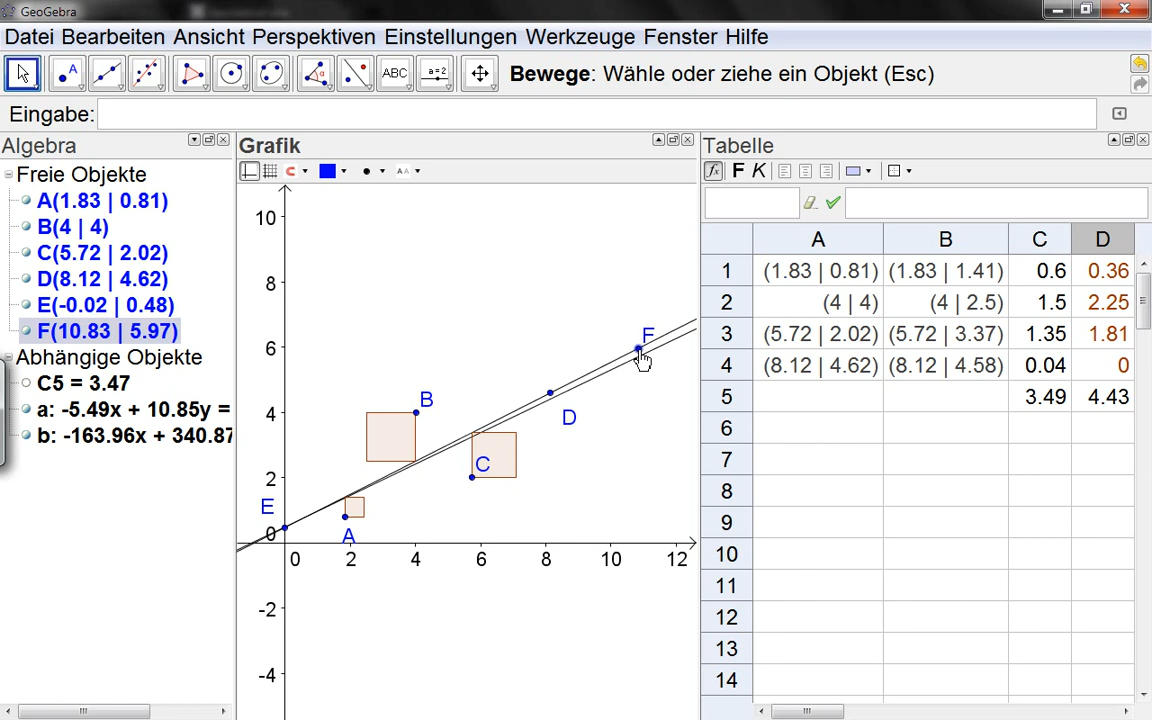 GeoGebra
Datei Bearbeiten Ansicht Perspektiven Einstellungen Werkzeuge Fenster Hilfe
ABC a=2 Bewege: Wähle oder ziehe ein Objekt (Esc)
Eingabe:
Algebra
Freie Objekte
A(1.83 | 0.81)
B(4 | 4)
C(5.72 | 2.02)
D(8.12 | 4.62)
E(-0.02 | 0.48)
F(10.83 | 5.97)
Abhängige Objekte
C5 = 3.47
a: -5.49x + 10.85y =
b: -163.96x + 340.87
Grafik
A A
10
8
6
4
2
0
-2
-4
0 2 4 6 8 10 12
E
A
B
C
D
F
Tabelle
fx F K
A B C D
1 (1.83 | 0.81) (1.83 | 1.41) 0.6 0.36
2 (4 | 4) (4 | 2.5) 1.5 2.25
3 (5.72 | 2.02) (5.72 | 3.37) 1.35 1.81
4 (8.12 | 4.62) (8.12 | 4.58) 0.04 0
5 3.49 4.43
6
7
8
9
10
11
12
13
14